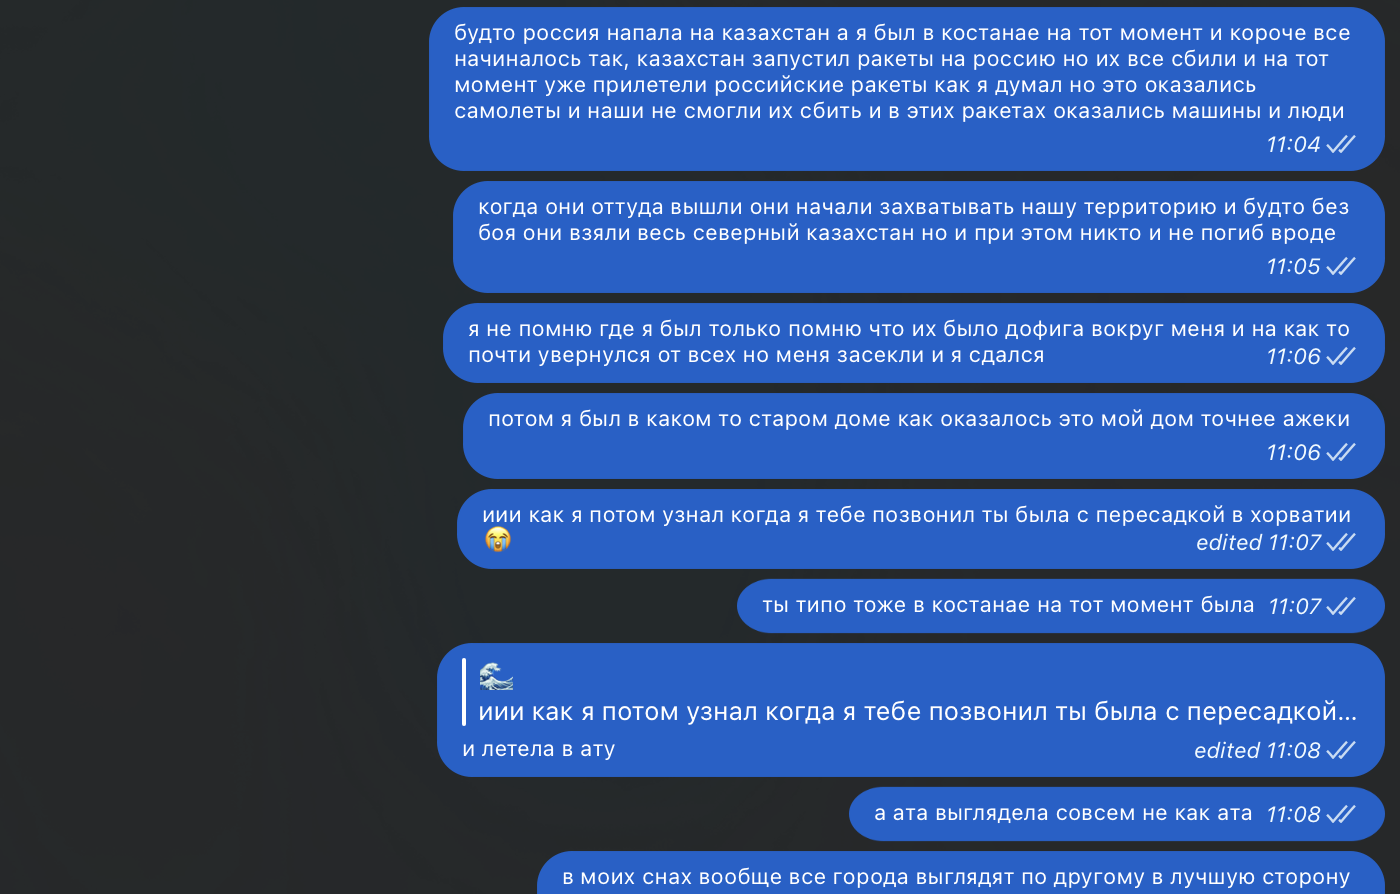 будто россия напала на казахстан а я был в костанае на тот момент и короче все
начиналось так, казахстан запустил ракеты на россию но их все сбили и на тот
момент уже прилетели российские ракеты как я думал но это оказались
самолеты и наши не смогли их сбить и в этих ракетах оказались машины и люди
11:04
когда они оттуда вышли они начали захватывать нашу территорию и будто без
боя они взяли весь северный казахстан но и при этом никто и не погиб вроде
11:05
я не помню где я был только помню что их было дофига вокруг меня и на как то
почти увернулся от всех но меня засекли и я сдался 11:06
потом я был в каком то старом доме как оказалось это мой дом точнее ажеки
11:06
иии как я потом узнал когда я тебе позвонил ты была с пересадкой в хорватии
😭 edited 11:07
ты типо тоже в костанае на тот момент была 11:07
🌊
иии как я потом узнал когда я тебе позвонил ты была с пересадкой...
и летела в ату edited 11:08
а ата выглядела совсем не как ата 11:08
в моих снах вообще все города выглядят по другому в лучшую сторону